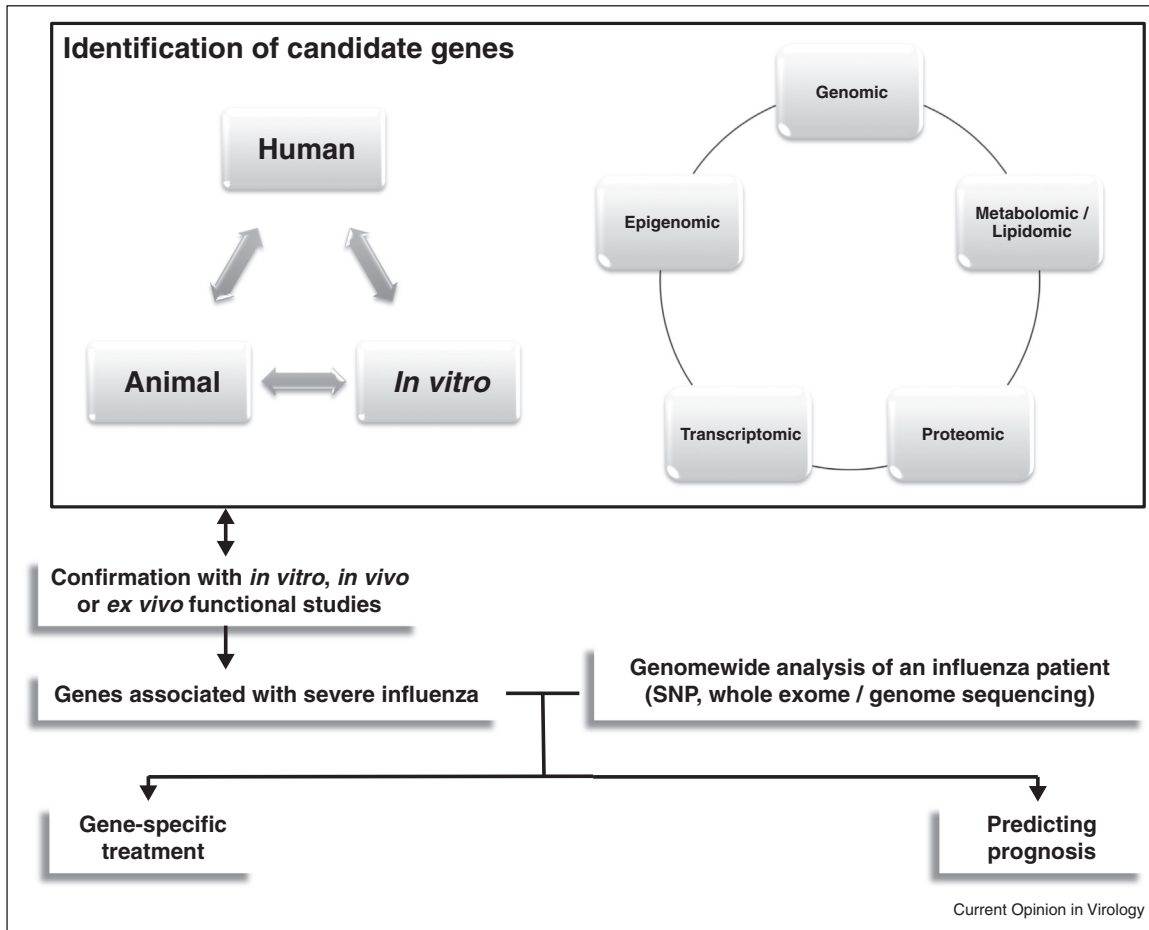 Identification of candidate genes
Human
Animal
In vitro
Genomic
Epigenomic
Metabolomic /
Lipidomic
Transcriptomic
Proteomic
Confirmation with in vitro, in vivo
or ex vivo functional studies
Genes associated with severe influenza
Genomewide analysis of an influenza patient
(SNP, whole exome / genome sequencing)
Gene-specific
treatment
Predicting
prognosis
Current Opinion in Virology